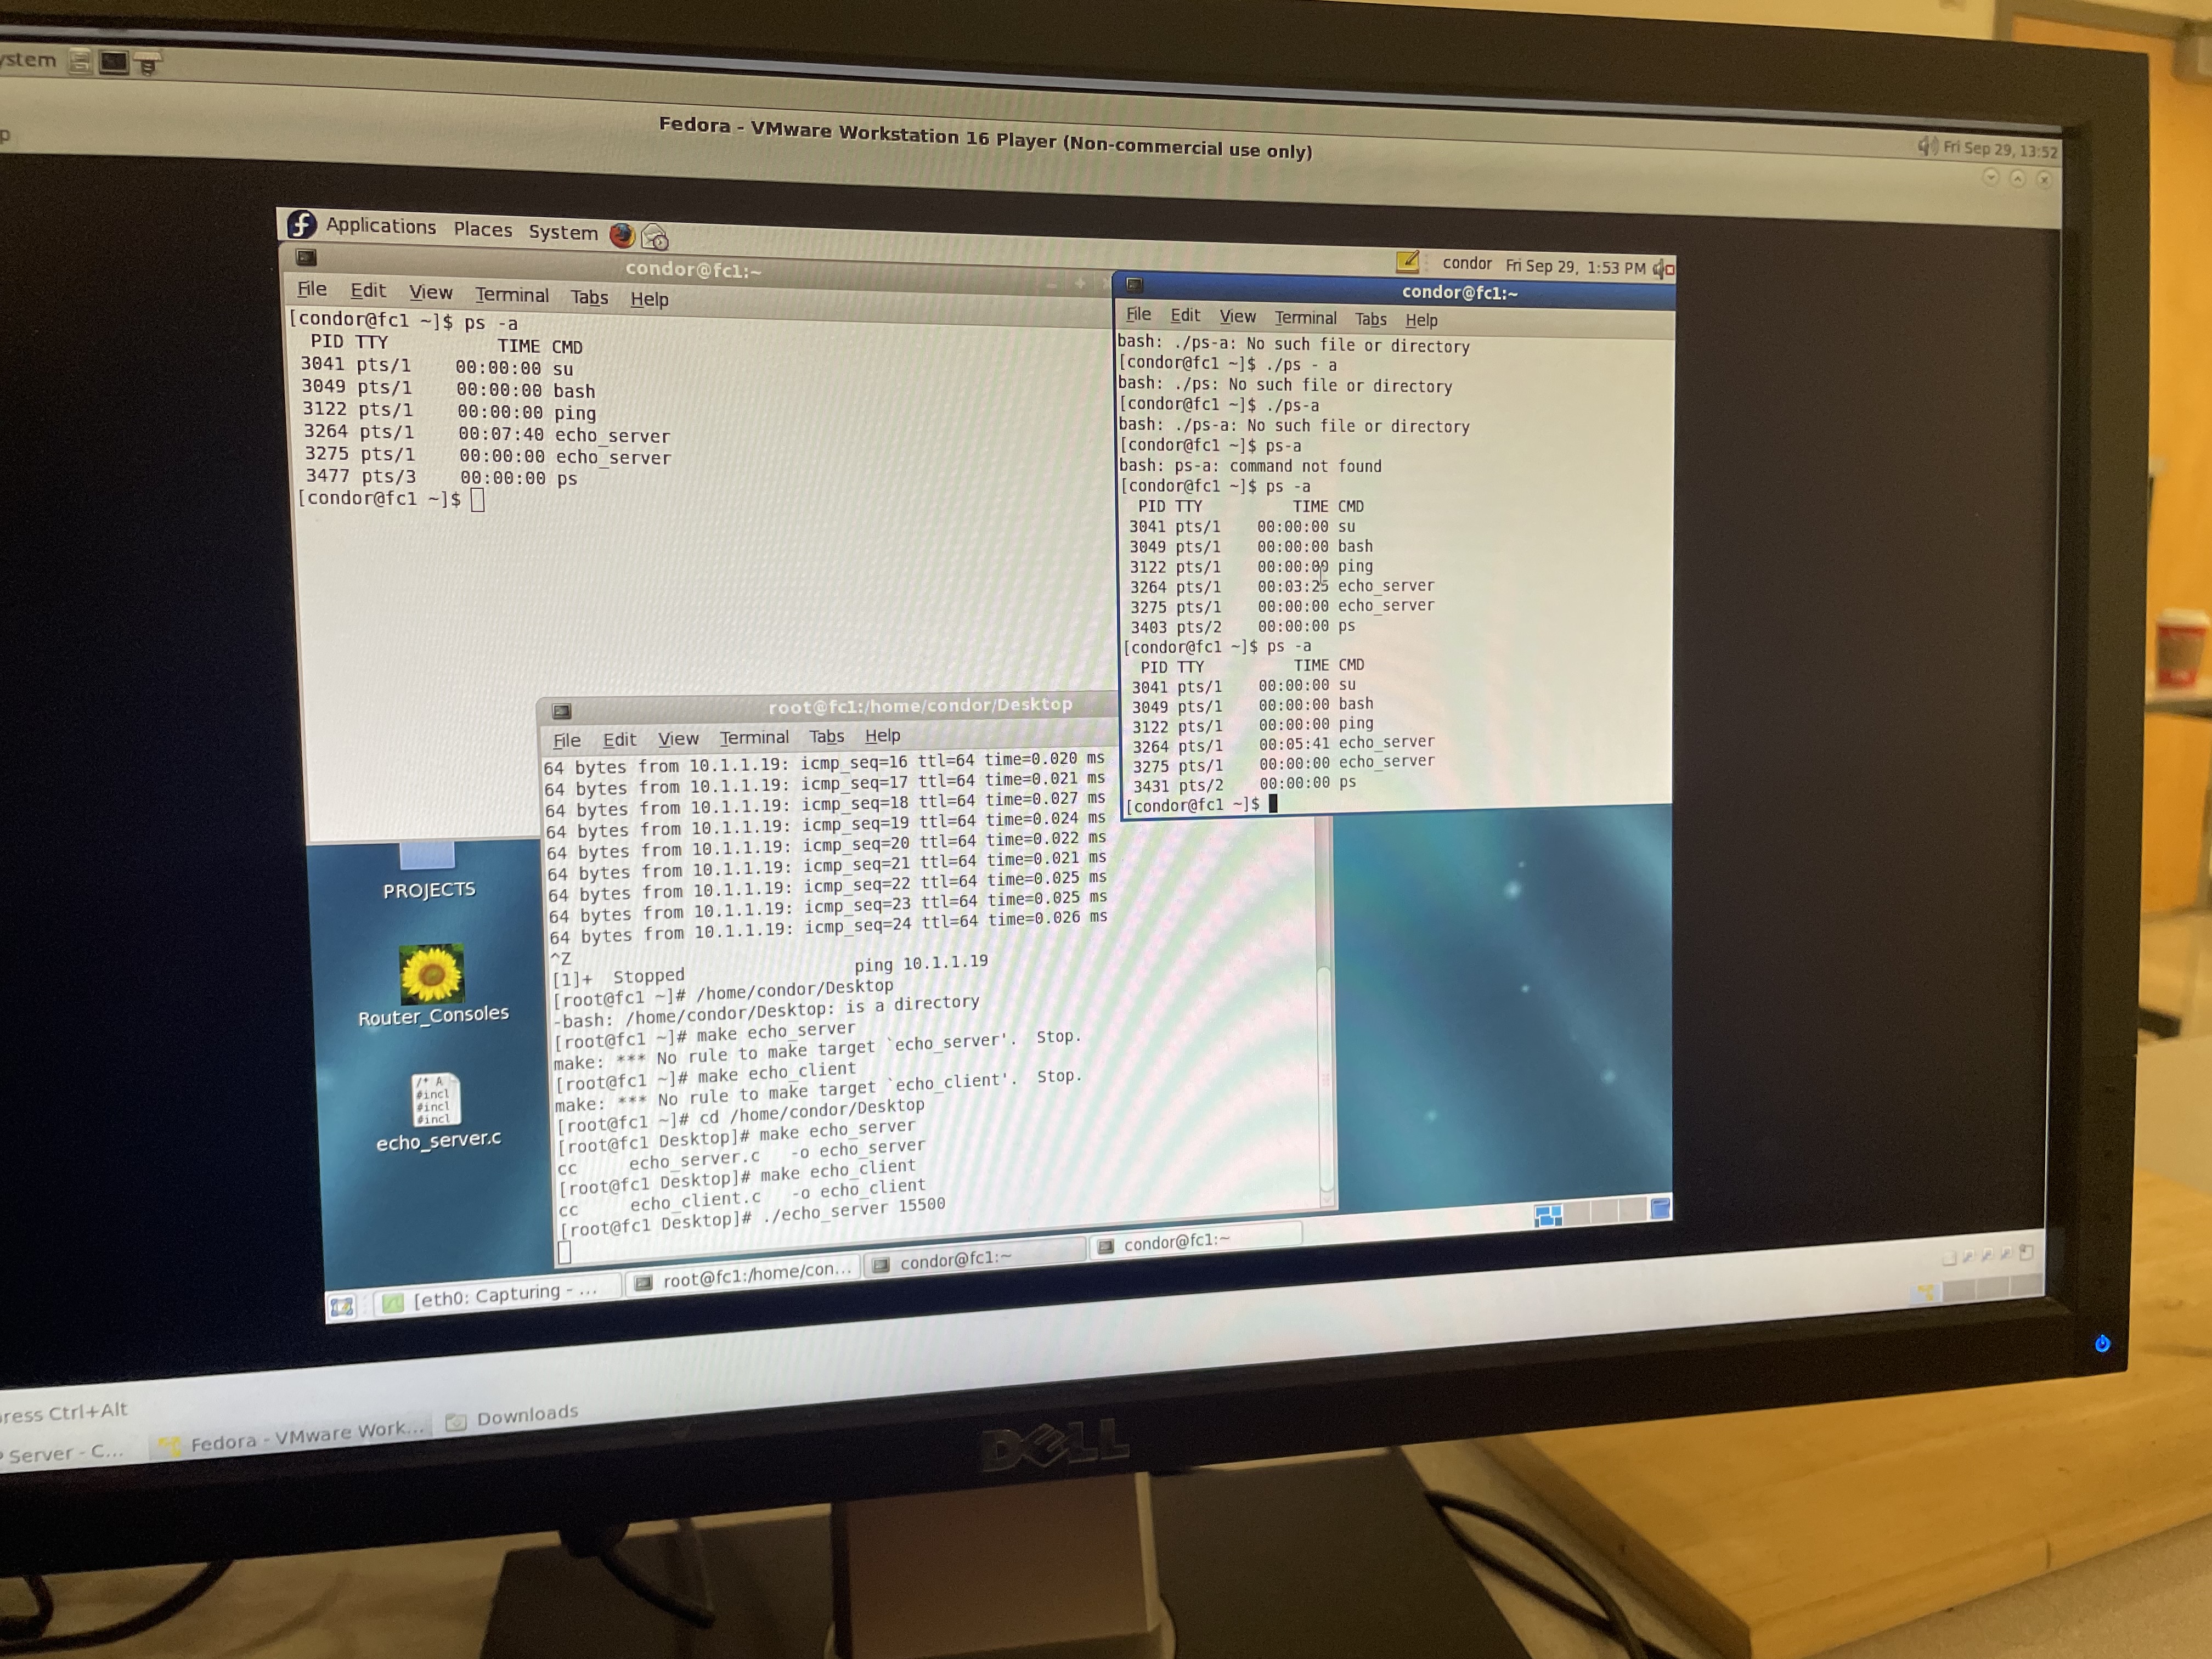 ystem
p
Fedora - VMware Workstation 16 Player (Non-commercial use only)
Fri Sep 29, 13:52
Applications Places System
condor Fri Sep 29, 1:53 PM
condor@fc1:~
File Edit View Terminal Tabs Help
[condor@fc1 ~]$ ps -a
PID TTY TIME CMD
3041 pts/1 00:00:00 su
3049 pts/1 00:00:00 bash
3122 pts/1 00:00:00 ping
3264 pts/1 00:07:40 echo_server
3275 pts/1 00:00:00 echo_server
3477 pts/3 00:00:00 ps
[condor@fc1 ~]$
condor@fc1:~
File Edit View Terminal Tabs Help
bash: ./ps-a: No such file or directory
[condor@fc1 ~]$ ./ps - a
bash: ./ps: No such file or directory
[condor@fc1 ~]$ ./ps-a
bash: ./ps-a: No such file or directory
[condor@fc1 ~]$ ps-a
bash: ps-a: command not found
[condor@fc1 ~]$ ps -a
PID TTY TIME CMD
3041 pts/1 00:00:00 su
3049 pts/1 00:00:00 bash
3122 pts/1 00:00:00 ping
3264 pts/1 00:03:25 echo_server
3275 pts/1 00:00:00 echo_server
3403 pts/2 00:00:00 ps
[condor@fc1 ~]$ ps -a
PID TTY TIME CMD
3041 pts/1 00:00:00 su
3049 pts/1 00:00:00 bash
3122 pts/1 00:00:00 ping
3264 pts/1 00:05:41 echo_server
3275 pts/1 00:00:00 echo_server
3431 pts/2 00:00:00 ps
[condor@fc1 ~]$
root@fc1:/home/condor/Desktop
File Edit View Terminal Tabs Help
64 bytes from 10.1.1.19: icmp_seq=16 ttl=64 time=0.020 ms
64 bytes from 10.1.1.19: icmp_seq=17 ttl=64 time=0.021 ms
64 bytes from 10.1.1.19: icmp_seq=18 ttl=64 time=0.027 ms
64 bytes from 10.1.1.19: icmp_seq=19 ttl=64 time=0.024 ms
64 bytes from 10.1.1.19: icmp_seq=20 ttl=64 time=0.022 ms
64 bytes from 10.1.1.19: icmp_seq=21 ttl=64 time=0.021 ms
64 bytes from 10.1.1.19: icmp_seq=22 ttl=64 time=0.025 ms
64 bytes from 10.1.1.19: icmp_seq=23 ttl=64 time=0.025 ms
64 bytes from 10.1.1.19: icmp_seq=24 ttl=64 time=0.026 ms
^Z
[1]+ Stopped ping 10.1.1.19
[root@fc1 ~]# /home/condor/Desktop
-bash: /home/condor/Desktop: is a directory
[root@fc1 ~]# make echo_server
make: *** No rule to make target `echo_server'. Stop.
[root@fc1 ~]# make echo_client
make: *** No rule to make target `echo_client'. Stop.
[root@fc1 ~]# cd /home/condor/Desktop
[root@fc1 Desktop]# make echo_server
cc echo_server.c -o echo_server
[root@fc1 Desktop]# make echo_client
cc echo_client.c -o echo_client
[root@fc1 Desktop]# ./echo_server 15500
PROJECTS
Router_Consoles
/* A
#incl
#incl
#incl
echo_server.c
[eth0: Capturing - ...
root@fc1:/home/con...
condor@fc1:~
condor@fc1:~
ress Ctrl+Alt
Server - C...
Fedora - VMware Work...
Downloads
DELL